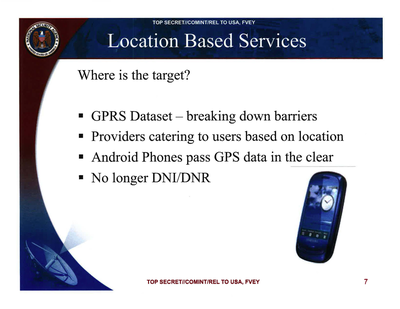 TOP SECRET//COMINT/REL TO USA, FVEY
Location Based Services
Where is the target?
▪ GPRS Dataset – breaking down barriers
▪ Providers catering to users based on location
▪ Android Phones pass GPS data in the clear
▪ No longer DNI/DNR
TOP SECRET//COMINT/REL TO USA, FVEY
7